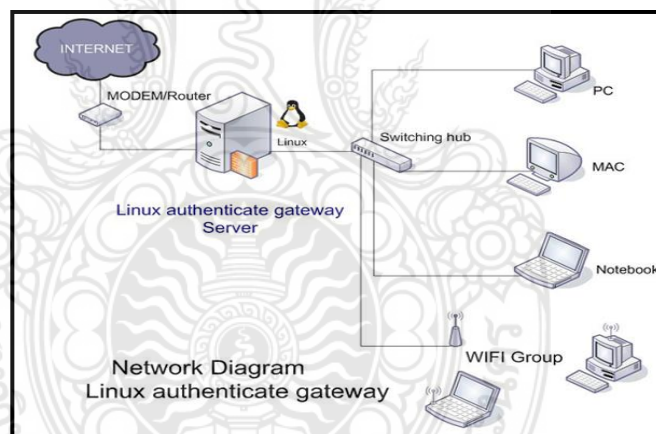 INTERNET
MODEM/Router
Linux
Switching hub
PC
MAC
Linux authenticate gateway
Server
Notebook
WIFI Group
Network Diagram
Linux authenticate gateway